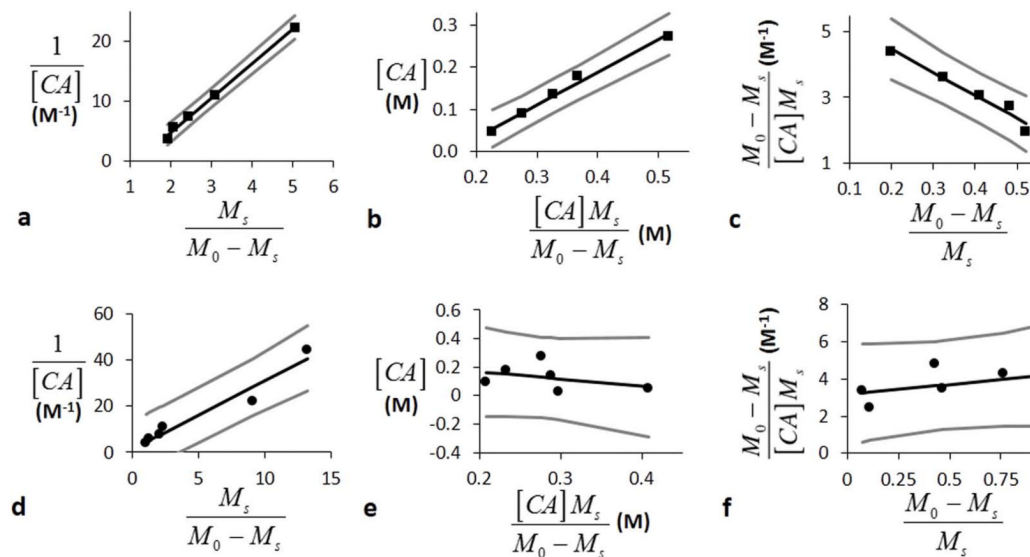 1
[CA]
(M⁻¹)
20
10
0
1 2 3 4 5 6
a
M_s
M_0 − M_s
[CA]
(M)
0.3
0.2
0.1
0.0
0.2 0.3 0.4 0.5
b
[CA] M_s
M_0 − M_s
(M)
M_0 − M_s
[CA] M_s
(M⁻¹)
5
3
1
0.1 0.2 0.3 0.4 0.5
c
M_0 − M_s
M_s
1
[CA]
(M⁻¹)
60
40
20
0
0 5 10 15
d
M_s
M_0 − M_s
[CA]
(M)
0.6
0.4
0.2
0
-0.2
-0.4
0.2 0.3 0.4
e
[CA] M_s
M_0 − M_s
(M)
M_0 − M_s
[CA] M_s
(M⁻¹)
8
6
4
2
0
0 0.25 0.5 0.75
f
M_0 − M_s
M_s